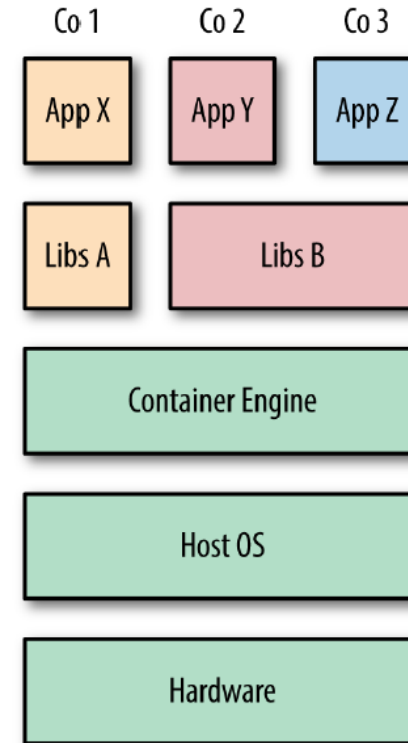 Co 1 Co 2 Co 3
App X App Y App Z
Libs A Libs B
Container Engine
Host OS
Hardware